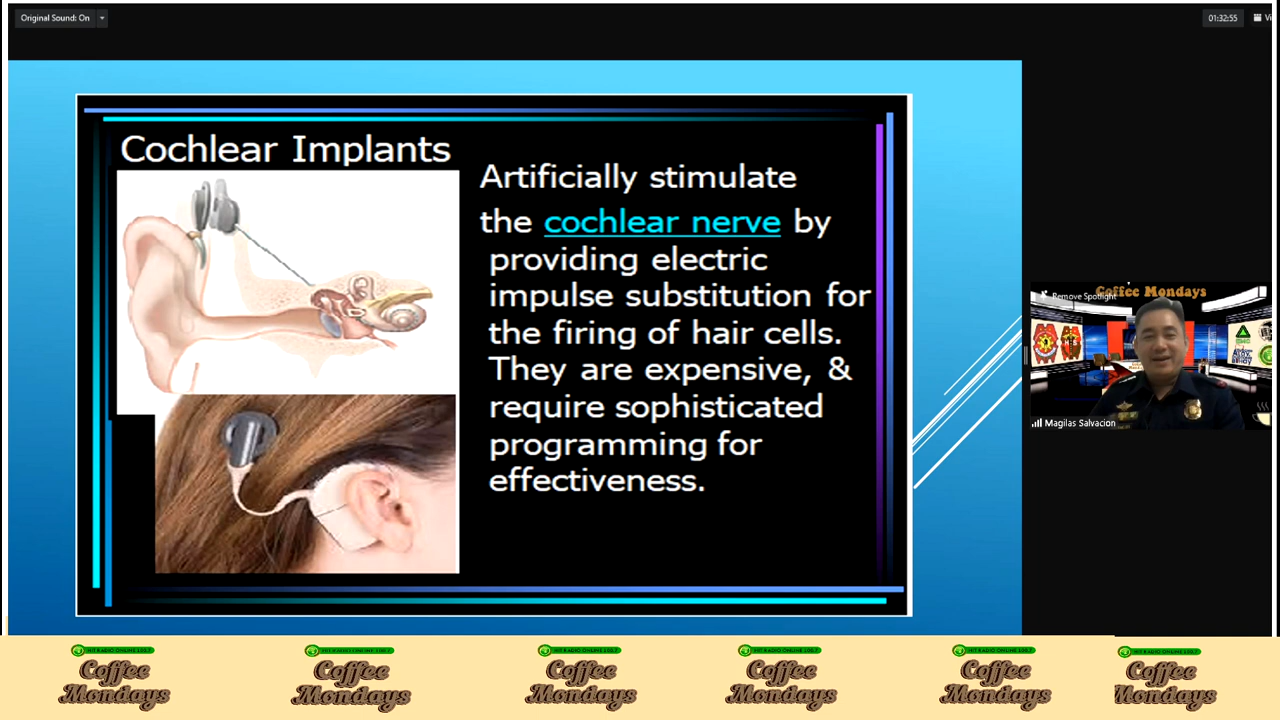 Original Sound: On
01:32:55
Vi
Cochlear Implants
Artificially stimulate
the cochlear nerve by
providing electric
impulse substitution for
the firing of hair cells.
They are expensive, &
require sophisticated
programming for
effectiveness.
Coffee Mondays
Remove Spotlight
Magilas Salvacion
Coffee
Mondays
Coffee
Mondays
Coffee
Mondays
Coffee
Mondays
Coffee
Mondays
Coffee
Mondays